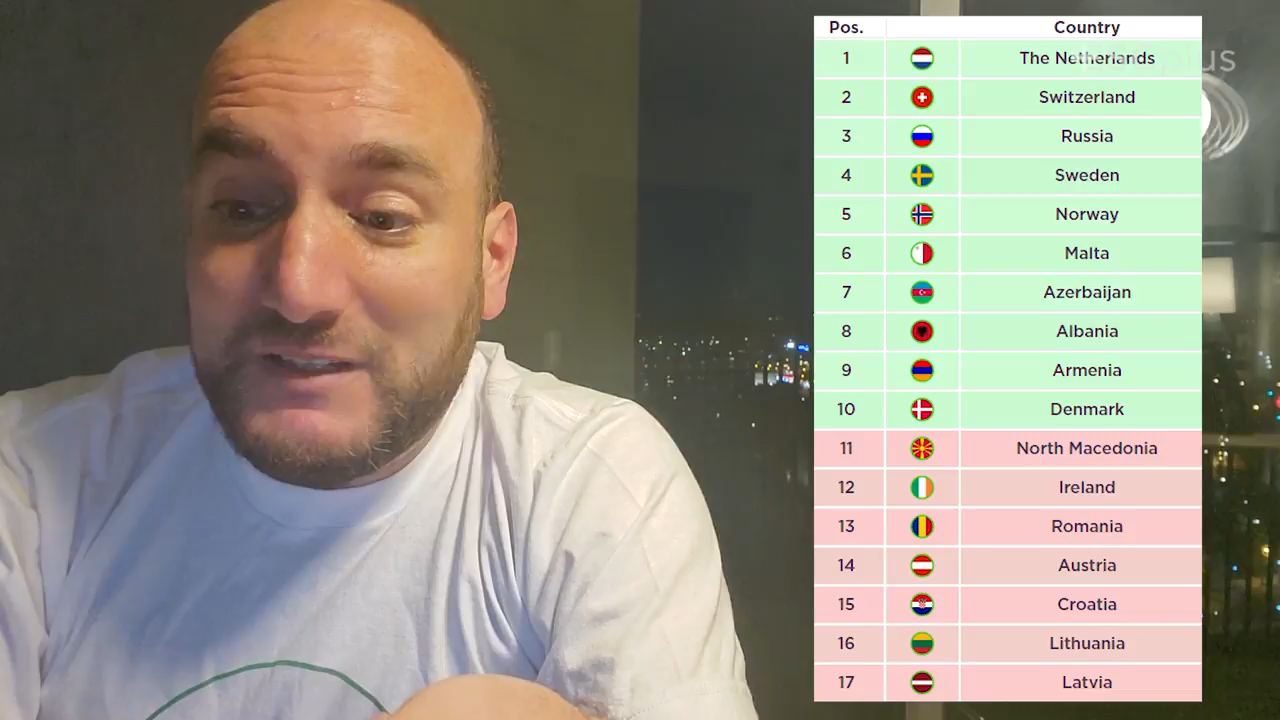 Pos. Country
1 The Netherlands
2 Switzerland
3 Russia
4 Sweden
5 Norway
6 Malta
7 Azerbaijan
8 Albania
9 Armenia
10 Denmark
11 North Macedonia
12 Ireland
13 Romania
14 Austria
15 Croatia
16 Lithuania
17 Latvia